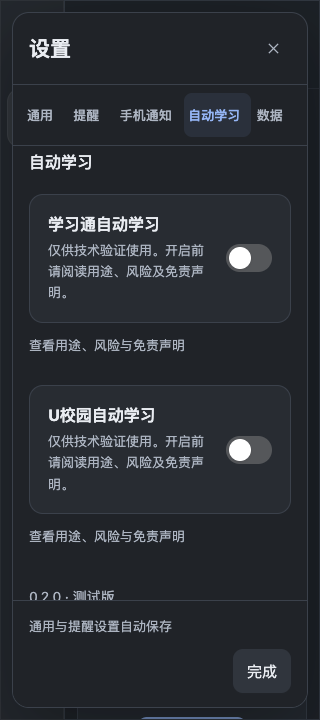 设置
通用 提醒 手机通知 自动学习 数据
自动学习
学习通自动学习
仅供技术验证使用。开启前
请阅读用途、风险及免责声
明。
查看用途、风险与免责声明
U校园自动学习
仅供技术验证使用。开启前
请阅读用途、风险及免责声
明。
查看用途、风险与免责声明
0.2.0 · 测试版
通用与提醒设置自动保存
完成